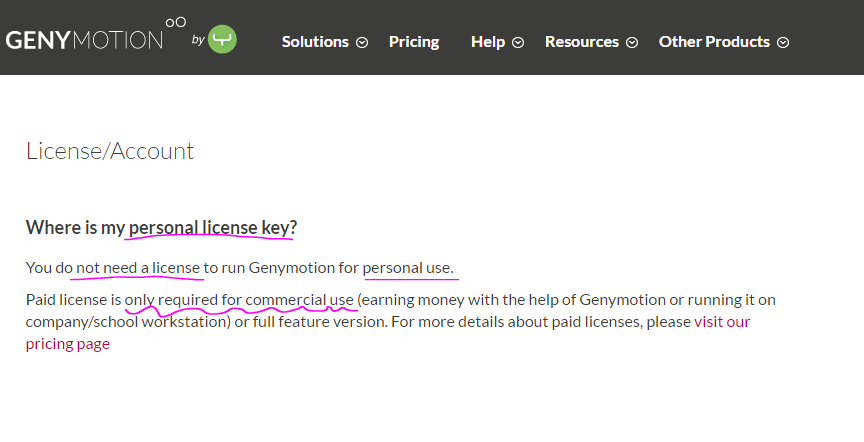 GENYMOTION by
Solutions Pricing Help Resources Other Products
License/Account
Where is my personal license key?
You do not need a license to run Genymotion for personal use.
Paid license is only required for commercial use (earning money with the help of Genymotion or running it on
company/school workstation) or full feature version. For more details about paid licenses, please visit our
pricing page